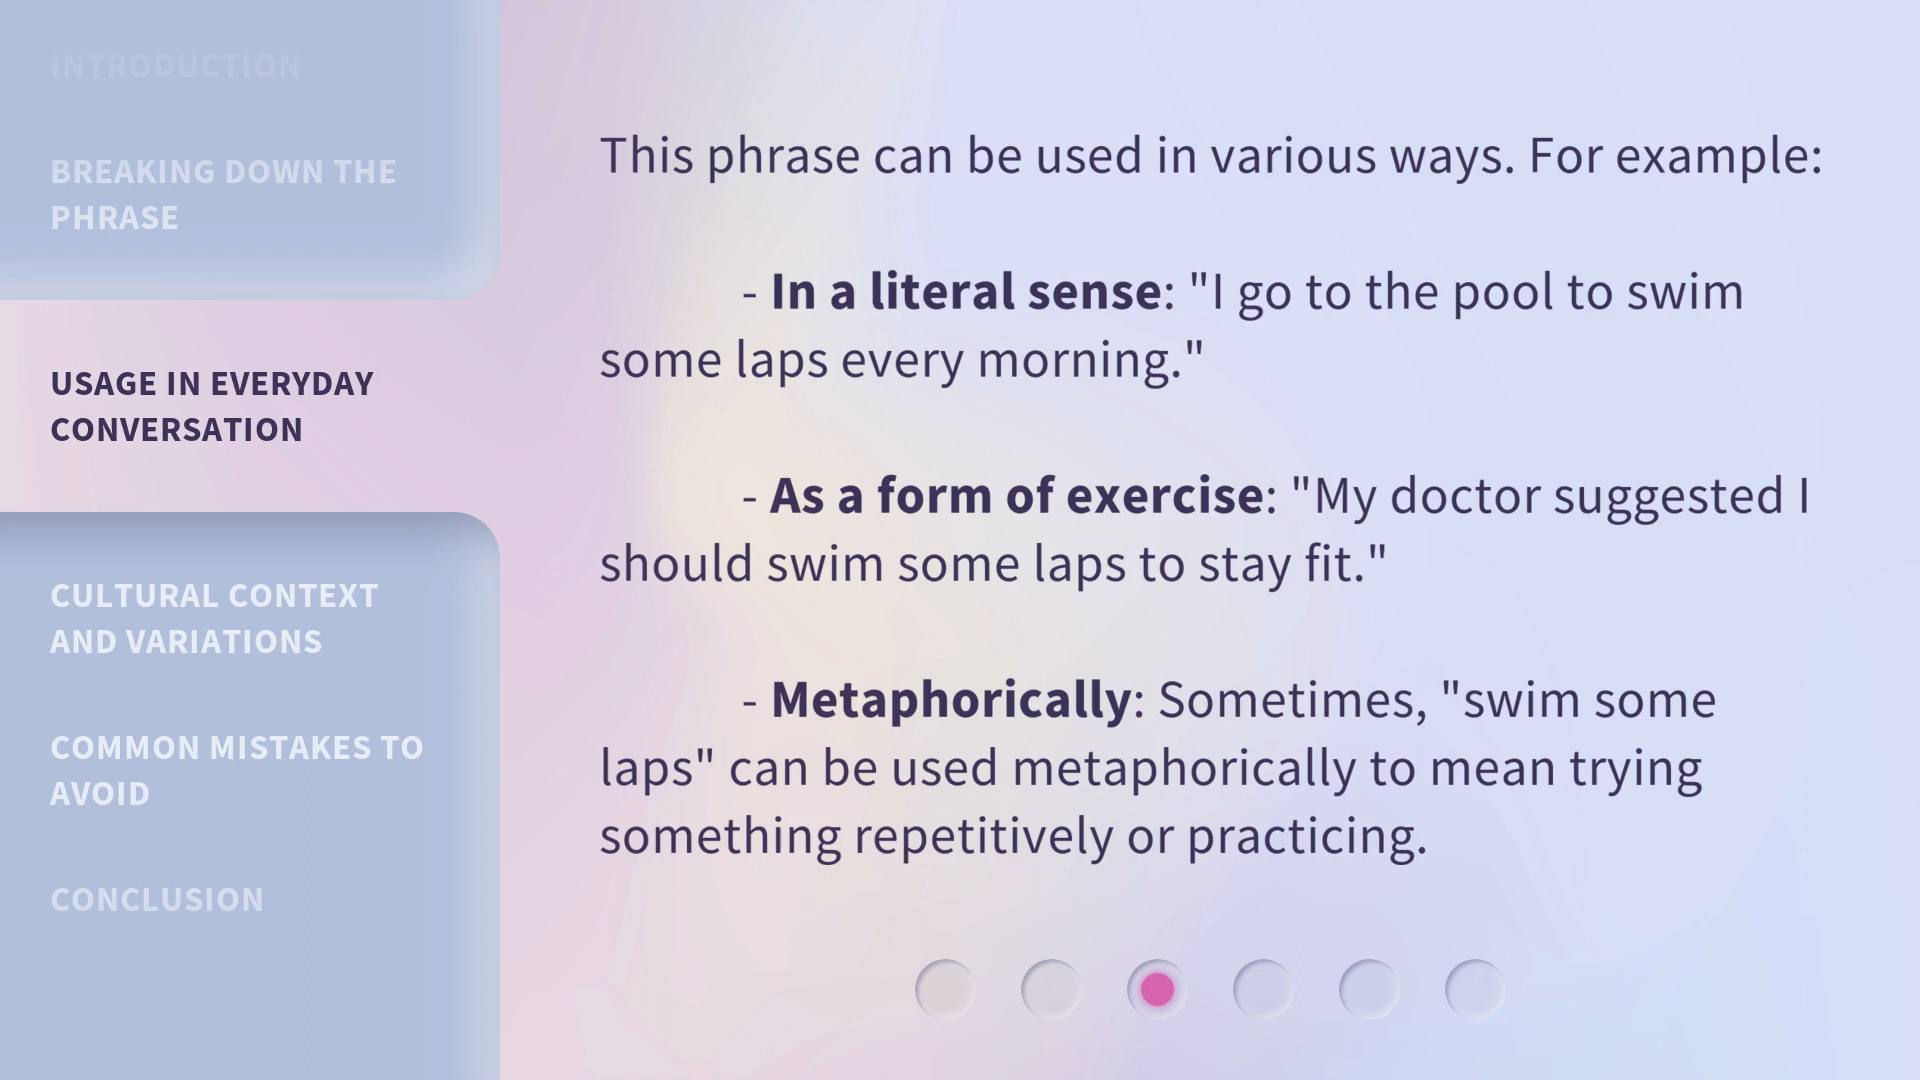 INTRODUCTION
BREAKING DOWN THE
PHRASE
USAGE IN EVERYDAY
CONVERSATION
CULTURAL CONTEXT
AND VARIATIONS
COMMON MISTAKES TO
AVOID
CONCLUSION
This phrase can be used in various ways. For example:
- In a literal sense: "I go to the pool to swim
some laps every morning."
- As a form of exercise: "My doctor suggested I
should swim some laps to stay fit."
- Metaphorically: Sometimes, "swim some
laps" can be used metaphorically to mean trying
something repetitively or practicing.